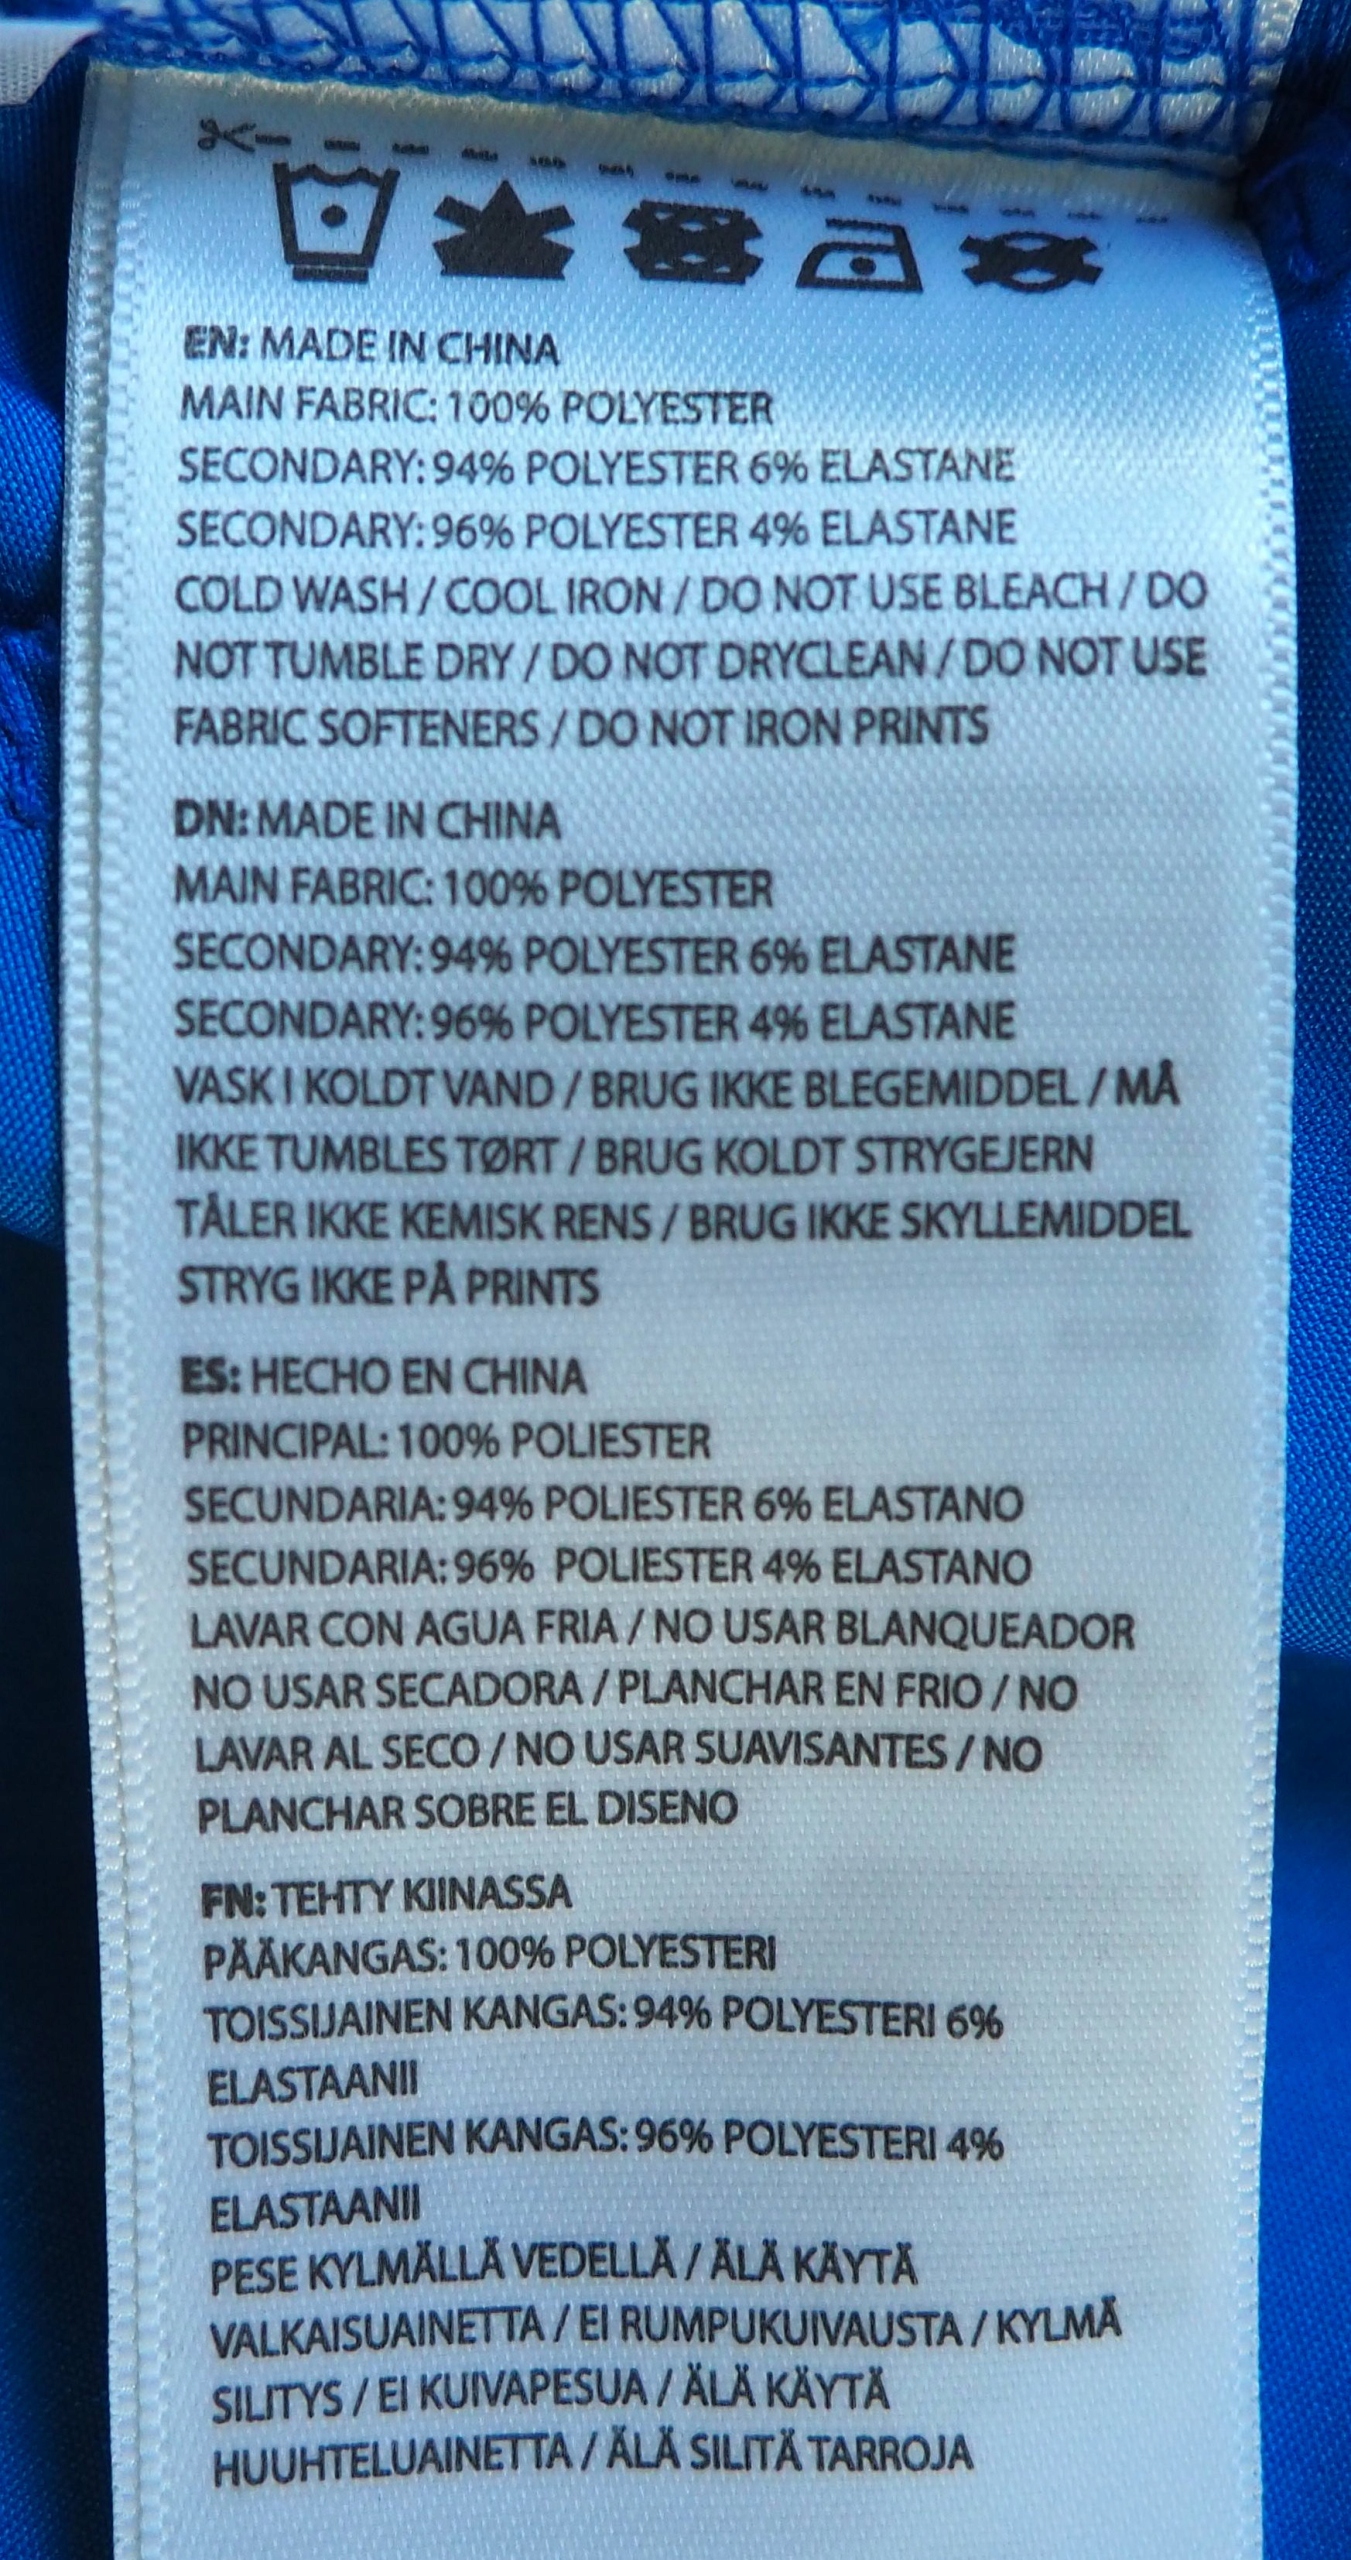 EN: MADE IN CHINA
MAIN FABRIC: 100% POLYESTER
SECONDARY: 94% POLYESTER 6% ELASTANE
SECONDARY: 96% POLYESTER 4% ELASTANE
COLD WASH / COOL IRON / DO NOT USE BLEACH / DO
NOT TUMBLE DRY / DO NOT DRYCLEAN / DO NOT USE
FABRIC SOFTENERS / DO NOT IRON PRINTS
DN: MADE IN CHINA
MAIN FABRIC: 100% POLYESTER
SECONDARY: 94% POLYESTER 6% ELASTANE
SECONDARY: 96% POLYESTER 4% ELASTANE
VASK I KOLDT VAND / BRUG IKKE BLEGEMIDDEL / MÅ
IKKE TUMBLES TØRT / BRUG KOLDT STRYGEJERN
TÅLER IKKE KEMISK RENS / BRUG IKKE SKYLLEMIDDEL
STRYG IKKE PÅ PRINTS
ES: HECHO EN CHINA
PRINCIPAL: 100% POLIESTER
SECUNDARIA: 94% POLIESTER 6% ELASTANO
SECUNDARIA: 96% POLIESTER 4% ELASTANO
LAVAR CON AGUA FRIA / NO USAR BLANQUEADOR
NO USAR SECADORA / PLANCHAR EN FRIO / NO
LAVAR AL SECO / NO USAR SUAVISANTES / NO
PLANCHAR SOBRE EL DISENO
FN: TEHTY KIINASSA
PÄÄKANGAS: 100% POLYESTERI
TOISSIJAINEN KANGAS: 94% POLYESTERI 6%
ELASTAANII
TOISSIJAINEN KANGAS: 96% POLYESTERI 4%
ELASTAANII
PESE KYLMÄLLÄ VEDELLÄ / ÄLÄ KÄYTÄ
VALKAISUAINETTA / EI RUMPUKUIVAUSTA / KYLMÄ
SILITYS / EI KUIVAPESUA / ÄLÄ KÄYTÄ
HUUHTELUAINETTA / ÄLÄ SILITÄ TARROJA